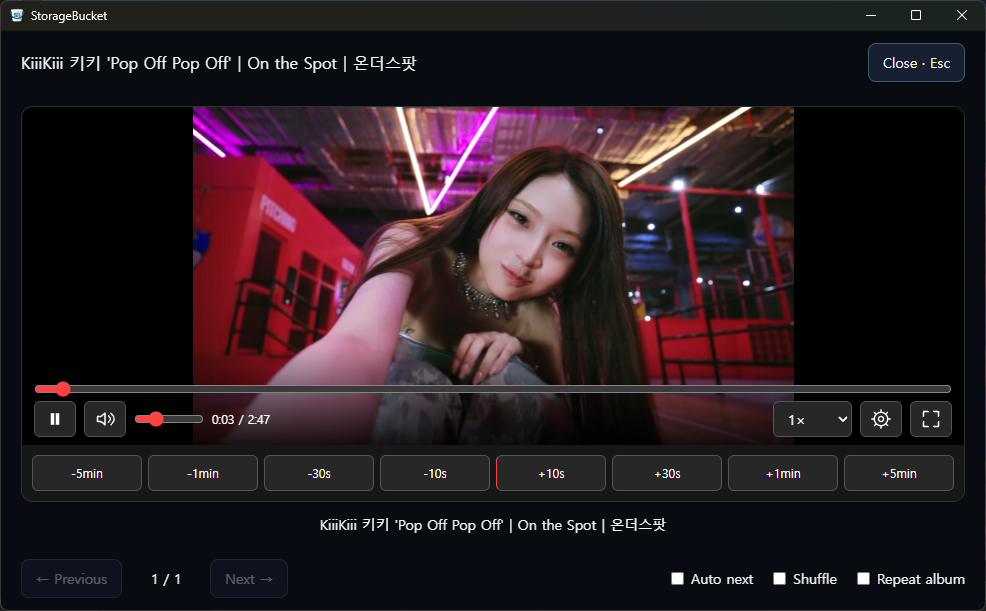 StorageBucket
KiiiKiii 키키 'Pop Off Pop Off' | On the Spot | 온더스팟
Close · Esc
PITCHING
0:03 / 2:47
1×
-5min
-1min
-30s
-10s
+10s
+30s
+1min
+5min
KiiiKiii 키키 'Pop Off Pop Off' | On the Spot | 온더스팟
← Previous
1 / 1
Next →
Auto next
Shuffle
Repeat album